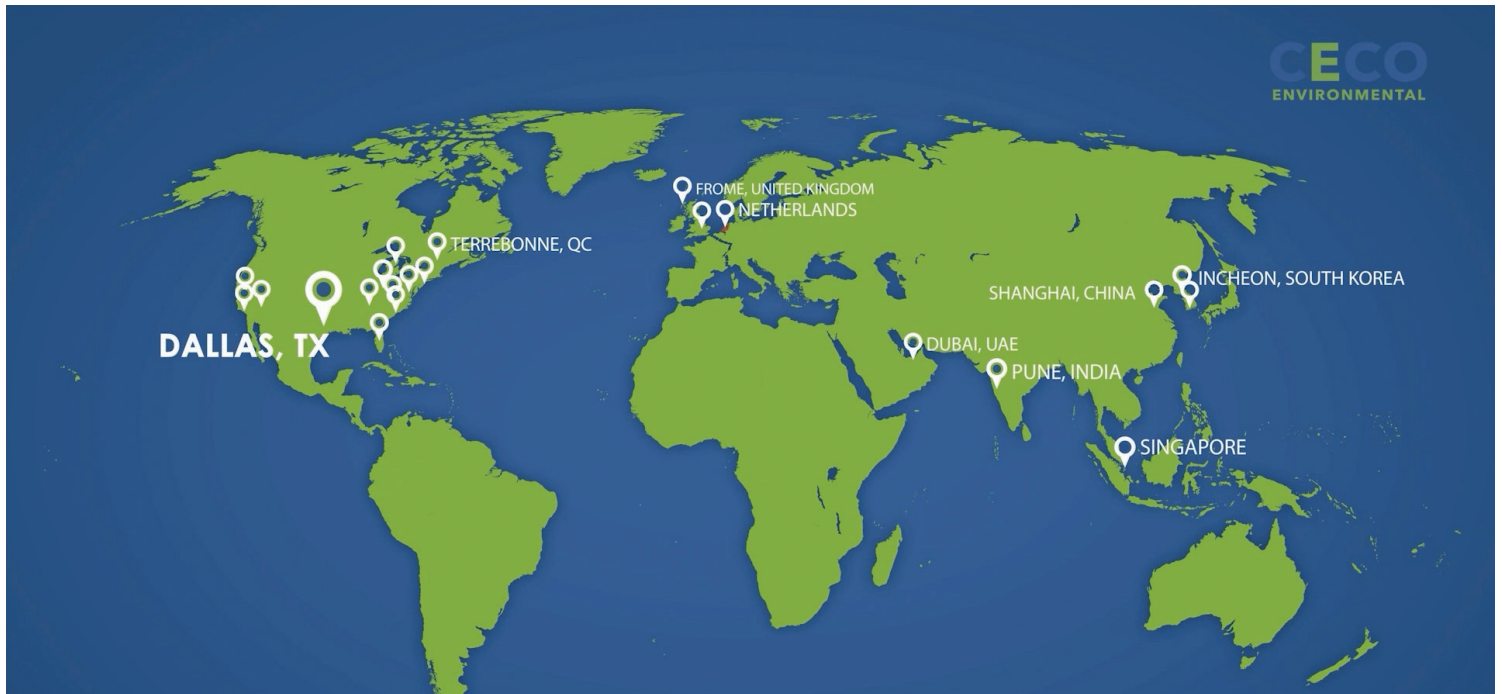 CECO
ENVIRONMENTAL
FROME, UNITED KINGDOM
NETHERLANDS
TERREBONNE, QC
INCHEON, SOUTH KOREA
SHANGHAI, CHINA
DALLAS, TX
DUBAI, UAE
PUNE, INDIA
SINGAPORE